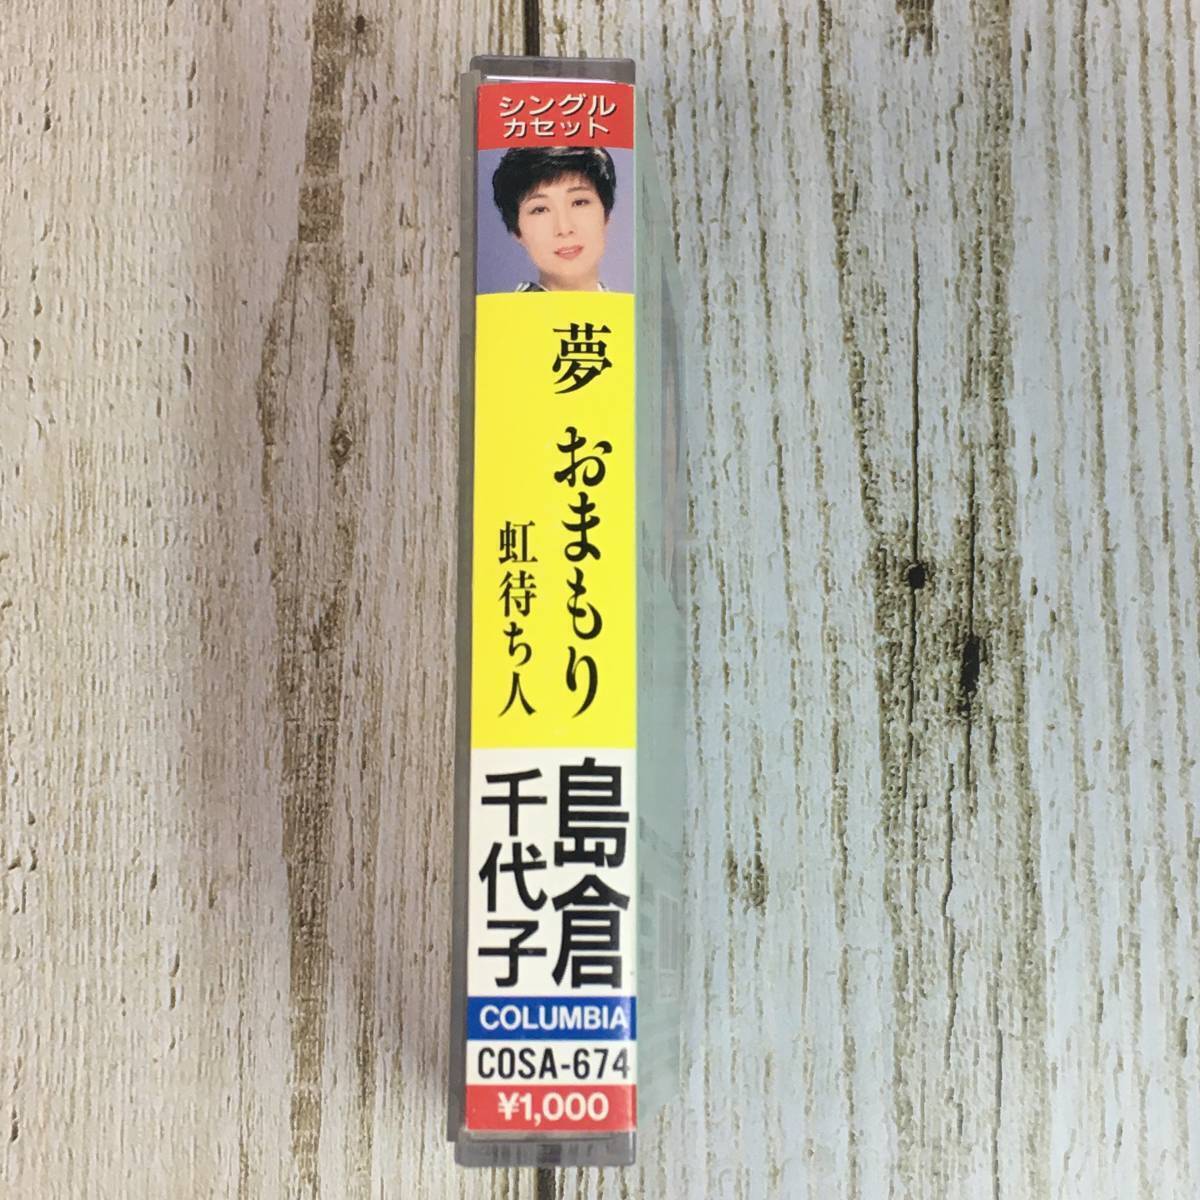 シングル
カセット
夢 おまもり
虹待ち人
島倉
千代子
COLUMBIA
COSA-674
¥1,000